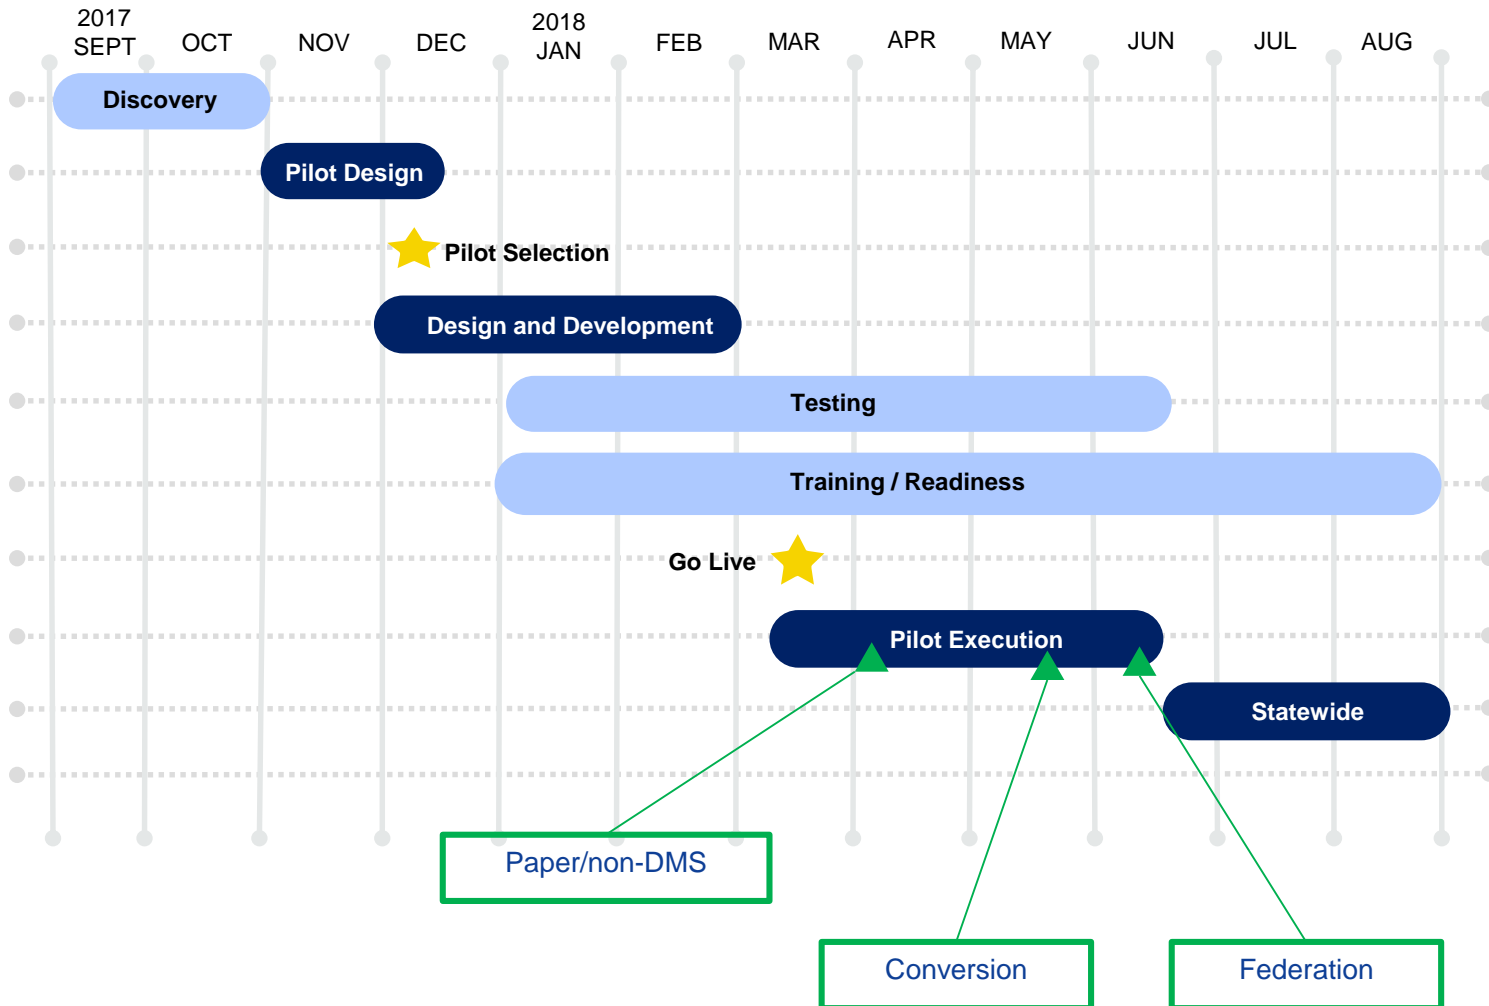 2017
SEPT
OCT
NOV
DEC
2018
JAN
FEB
MAR
APR
MAY
JUN
JUL
AUG
Discovery
Pilot Design
Pilot Selection
Design and Development
Testing
Training / Readiness
Go Live
Pilot Execution
Statewide
Paper/non-DMS
Conversion
Federation